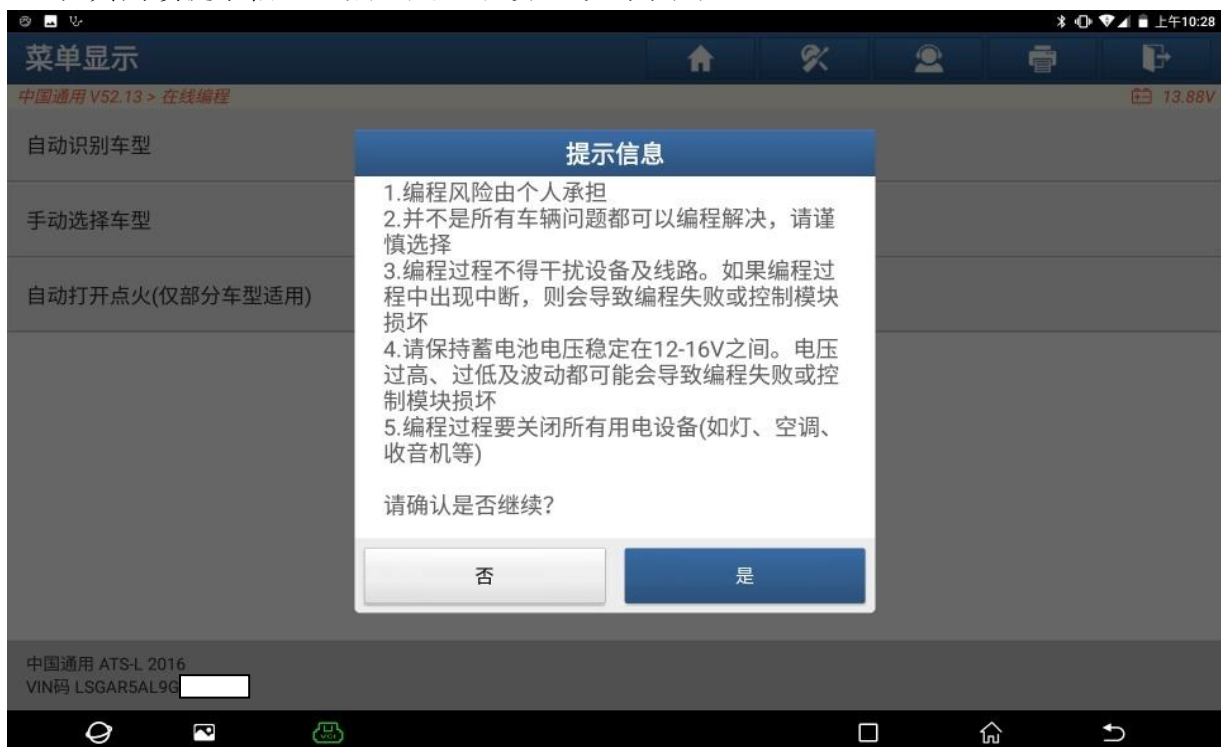 上午10:28
菜单显示
中国通用 V52.13 > 在线编程
13.88V
自动识别车型
手动选择车型
自动打开点火(仅部分车型适用)
提示信息
1.编程风险由个人承担
2.并不是所有车辆问题都可以编程解决，请谨
慎选择
3.编程过程不得干扰设备及线路。如果编程过
程中出现中断，则会导致编程失败或控制模块
损坏
4.请保持蓄电池电压稳定在12-16V之间。电压
过高、过低及波动都可能会导致编程失败或控
制模块损坏
5.编程过程要关闭所有用电设备(如灯、空调、
收音机等)
请确认是否继续?
否
是
中国通用 ATS-L 2016
VIN码 LSGAR5AL9G
VCI